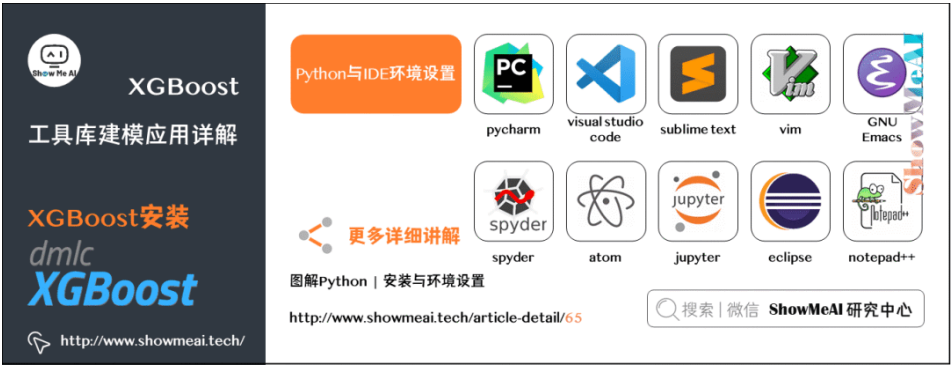 Show Me AI
XGBoost
工具库建模应用详解
XGBoost安装
dmlc
XGBoost
http://www.showmeai.tech/
Python与IDE环境设置
PC
pycharm
visual studio
code
sublime text
Vim
vim
GNU
Emacs
ShowMeAI
spyder
spyder
atom
jupyter
jupyter
eclipse
Notepad++
notepad++
更多详细讲解
图解Python | 安装与环境设置
http://www.showmeai.tech/article-detail/65
搜索 | 微信 ShowMeAI 研究中心